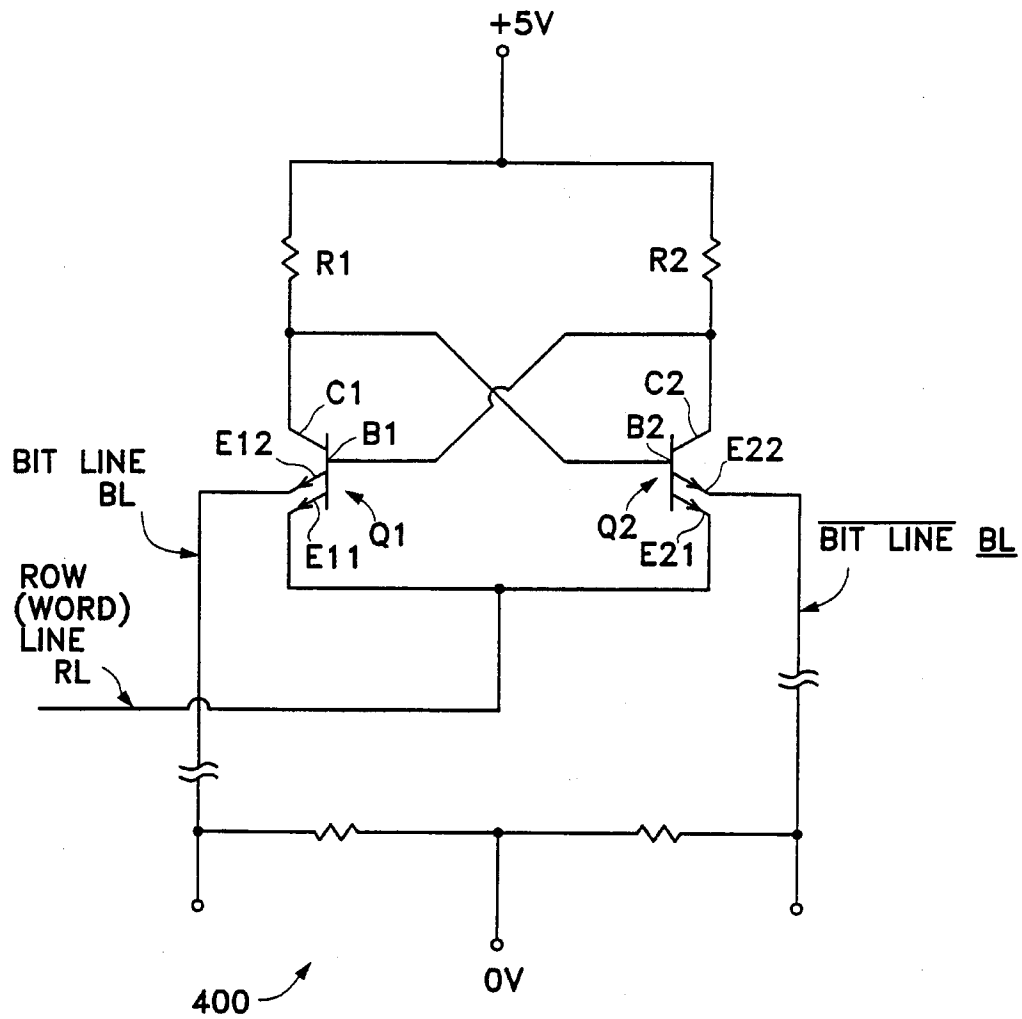 +5V
R1
R2
C1
C2
B1
B2
E12
E22
BIT LINE
BL
Q1
Q2
E11
E21
BIT LINE BL
ROW
(WORD)
LINE
RL
0V
400